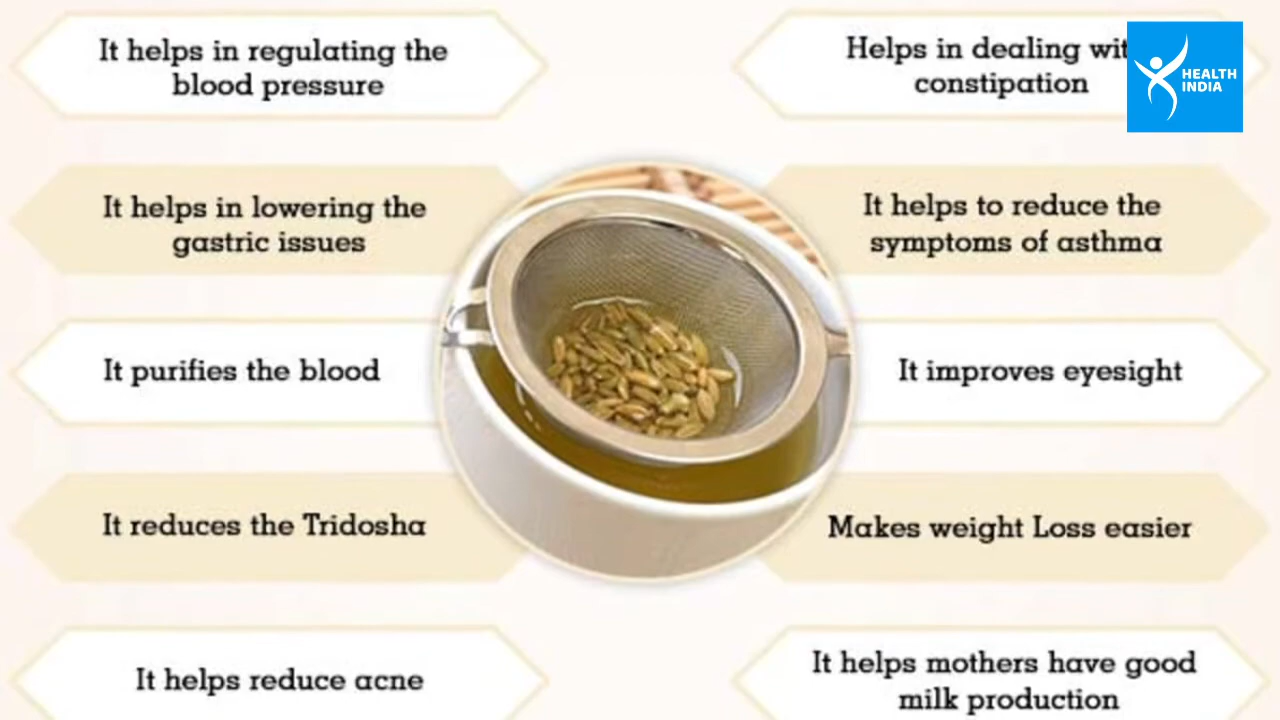 It helps in regulating the
blood pressure
It helps in lowering the
gastric issues
It purifies the blood
It reduces the Tridosha
It helps reduce acne
Helps in dealing
constipation
It helps to reduce the
symptoms of asthma
It improves eyesight
Makes weight Loss easier
It helps mothers have good
milk production
HEALTH
INDIA